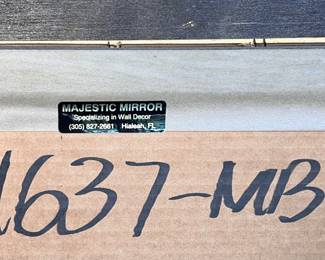 MAJESTIC MIRROR
Specializing in Wall Decor
(305) 827-2661 Hialeah, FL
1637-MB